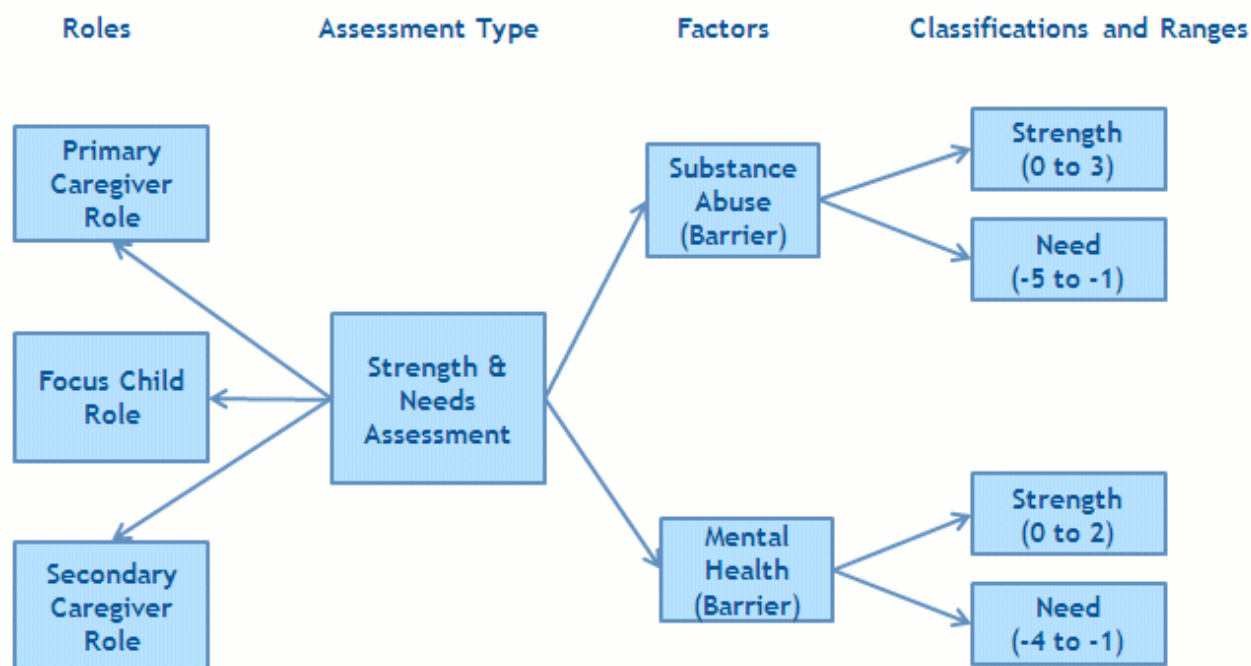 Roles
Assessment Type
Factors
Classifications and Ranges
Primary
Caregiver
Role
Focus Child
Role
Secondary
Caregiver
Role
Strength &
Needs
Assessment
Substance
Abuse
(Barrier)
Mental
Health
(Barrier)
Strength
(0 to 3)
Need
(-5 to -1)
Strength
(0 to 2)
Need
(-4 to -1)